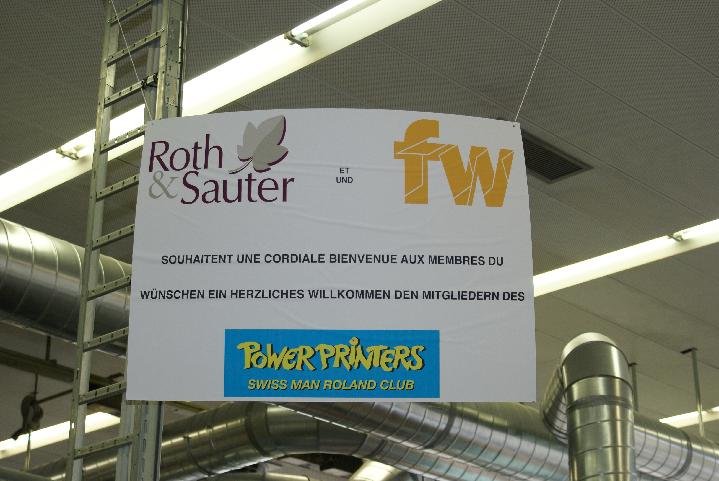 Roth
& Sauter
ET
UND
fw
SOUHAITENT UNE CORDIALE BIENVENUE AUX MEMBRES DU
WÜNSCHEN EIN HERZLICHES WILLKOMMEN DEN MITGLIEDERN DES
POWER PRINTERS
SWISS MAN ROLAND CLUB